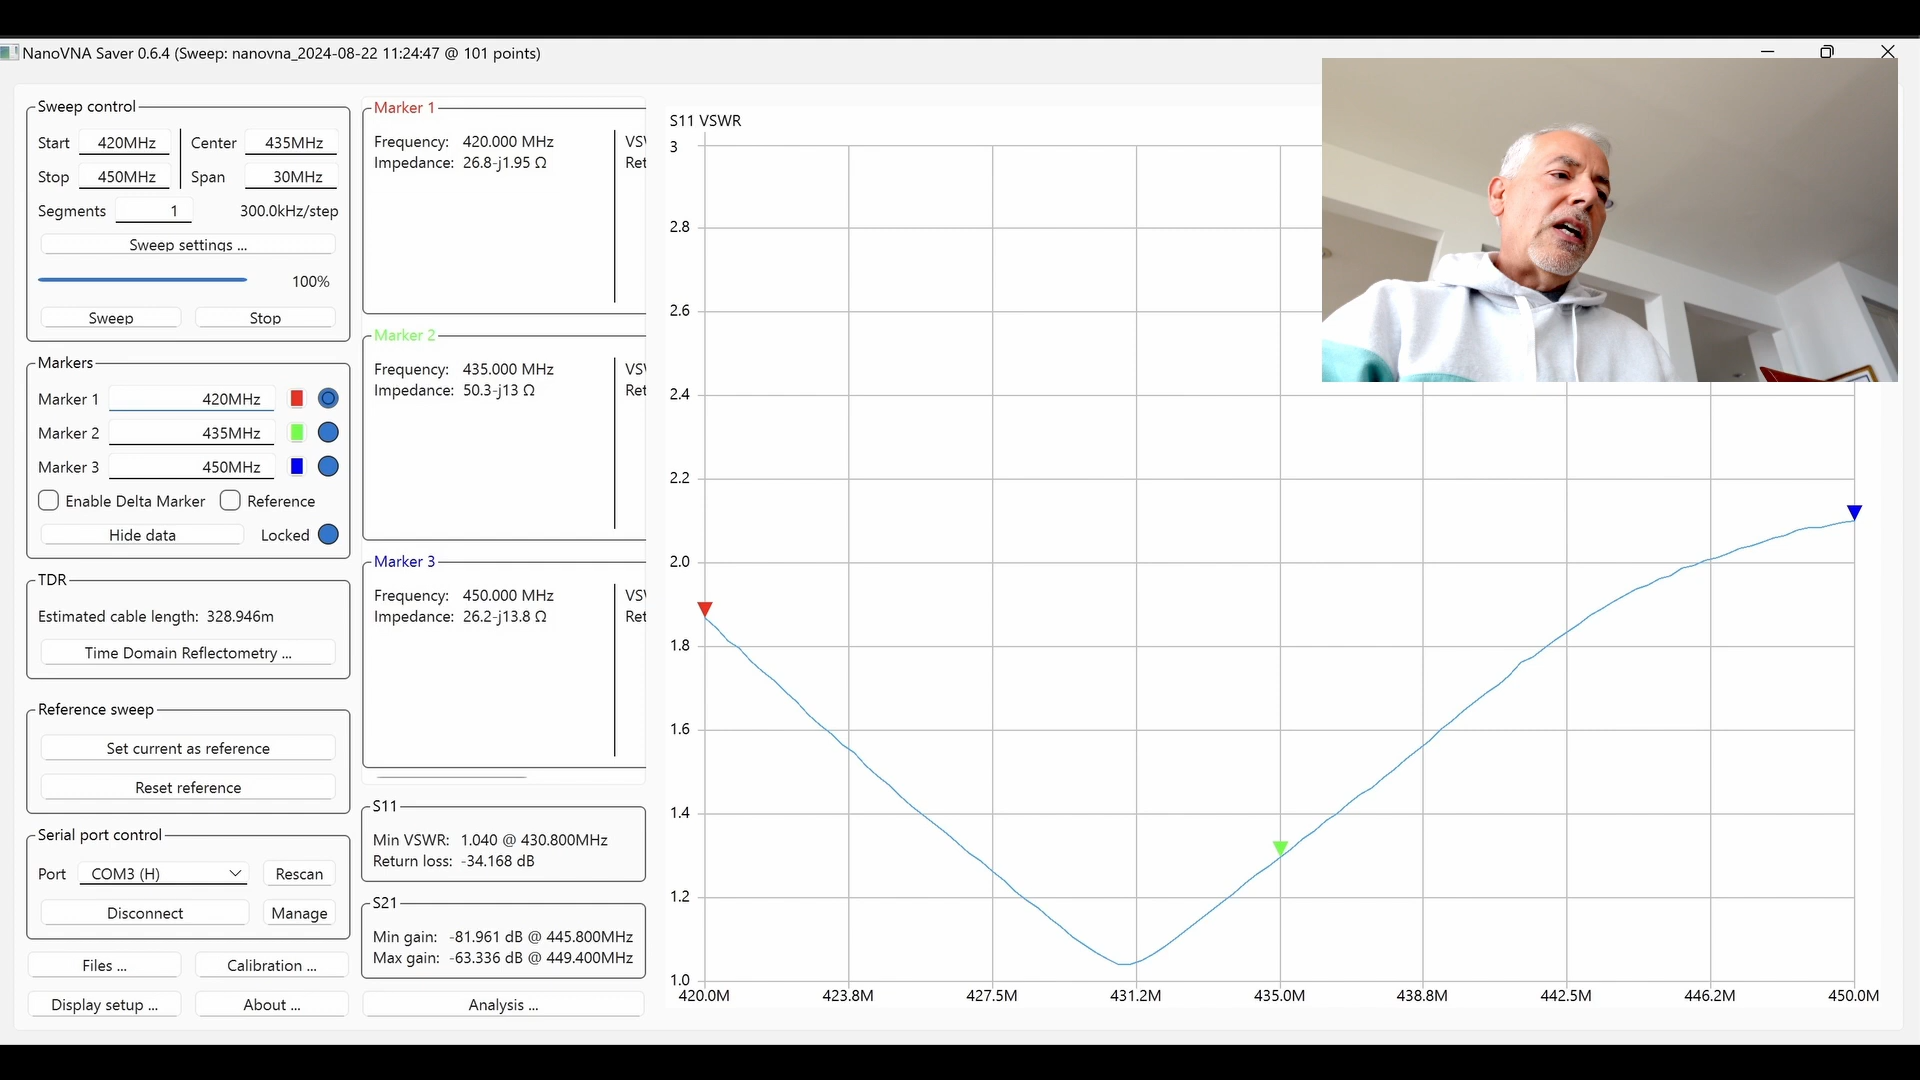 NanoVNA Saver 0.6.4 (Sweep: nanovna_2024-08-22 11:24:47 @ 101 points)
Sweep control
Start 420MHz Center 435MHz
Stop 450MHz Span 30MHz
Segments 1 300.0kHz/step
Sweep settings ...
100%
Sweep Stop
Markers
Marker 1 420MHz
Marker 2 435MHz
Marker 3 450MHz
Enable Delta Marker Reference
Hide data Locked
TDR
Estimated cable length: 328.946m
Time Domain Reflectometry ...
Reference sweep
Set current as reference
Reset reference
Serial port control
Port COM3 (H) Rescan
Disconnect Manage
Files ... Calibration ...
Display setup ... About ...
Marker 1
Frequency: 420.000 MHz
Impedance: 26.8-j1.95 Ω
Ret
Marker 2
Frequency: 435.000 MHz
Impedance: 50.3-j13 Ω
Ret
Marker 3
Frequency: 450.000 MHz
Impedance: 26.2-j13.8 Ω
Ret
S11
Min VSWR: 1.040 @ 430.800MHz
Return loss: -34.168 dB
S21
Min gain: -81.961 dB @ 445.800MHz
Max gain: -63.336 dB @ 449.400MHz
Analysis ...
S11 VSWR
3
2.8
2.6
2.4
2.2
2.0
1.8
1.6
1.4
1.2
1.0
420.0M 423.8M 427.5M 431.2M 435.0M 438.8M 442.5M 446.2M 450.0M